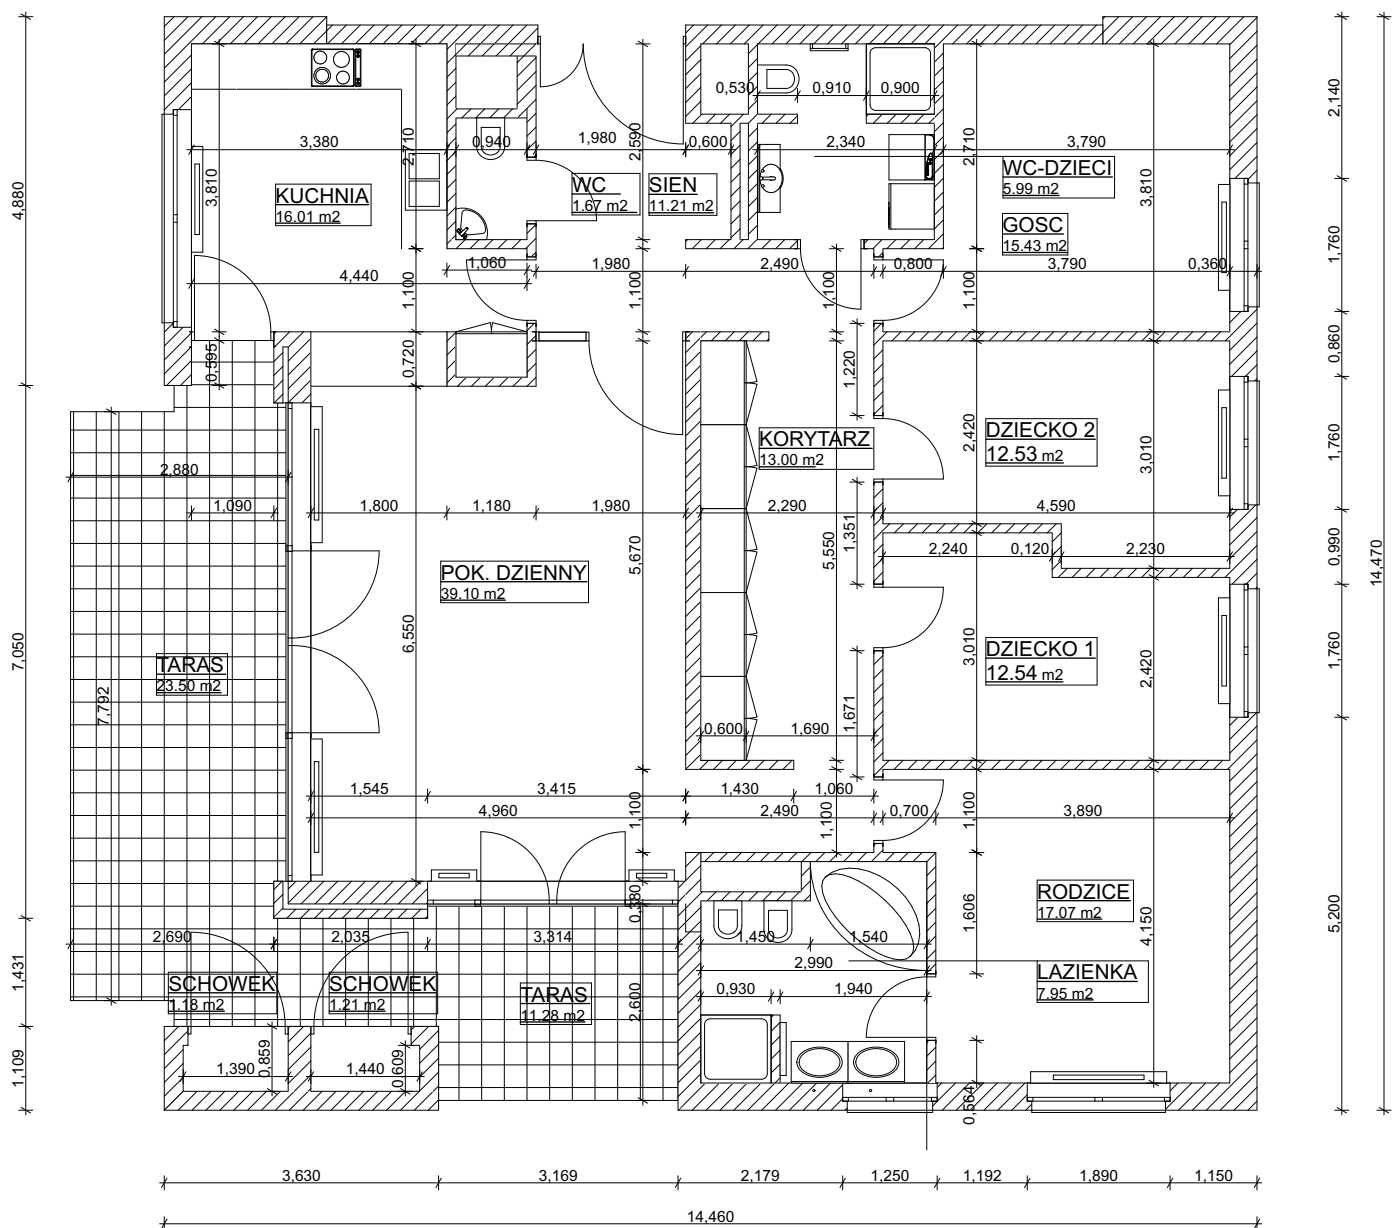 0,530 0,910 0,900
2,140
3,380 2,710 0,940 1,980 2,590 0,600 2,340 2,710 3,790
4,880
3,810
KUCHNIA
16.01 m2
WC
1.67 m2
SIEN
11.21 m2
WC-DZIECI
5.99 m2
3,810
GOSC
15.43 m2
1,760
1,060 1,980 2,490 0,800 3,790 0,360
4,440
1,100 1,100 1,100 1,100
0,595 0,720 1,220 0,860
2,420
KORYTARZ
13.00 m2
DZIECKO 2
12.53 m2
3,010
1,760
2,880
1,090 1,800 1,180 1,980 2,290 4,590
1,351
5,670 5,550
2,240 0,120 2,230
0,990
14,470
POK. DZIENNY
39.10 m2
7,050
6,550
TARAS
23.50 m2
7,792
3,010
DZIECKO 1
12.54 m2
2,420
1,760
1,671
0,600 1,690
1,545 3,415 1,430 1,060
4,960 2,490 0,700 3,890
1,100 1,100 1,100
RODZICE
17.07 m2
0.380
1,606
4,150
5,200
2,690 2,035 3,314 1,450 1,540
2,990
1,431
SCHOWEK
1.18 m2
SCHOWEK
1.21 m2
TARAS
11.28 m2
2,600
0,930 1,940
LAZIENKA
7.95 m2
1,109
1,390 0,859 1,440 0,609
0,564
3,630 3,169 2,179 1,250 1,192 1,890 1,150
14,460